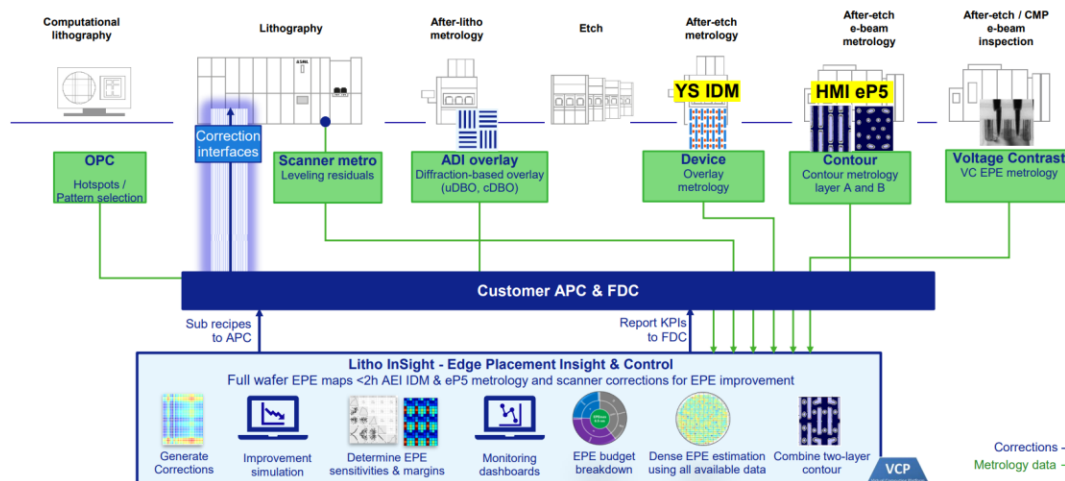 Computational
lithography
Lithography
After-litho
metrology
Etch
After-etch
metrology
After-etch
e-beam
metrology
After-etch / CMP
e-beam
inspection
ASML
YS IDM
HMI eP5
Correction
interfaces
OPC
Hotspots /
Pattern selection
Scanner metro
Leveling residuals
ADI overlay
Diffraction-based overlay
(uDBO, cDBO)
Device
Overlay
metrology
Contour
Contour metrology
layer A and B
Voltage Contrast
VC EPE metrology
Customer APC & FDC
Sub recipes
to APC
Report KPIs
to FDC
Litho InSight - Edge Placement Insight & Control
Full wafer EPE maps <2h AEI IDM & eP5 metrology and scanner corrections for EPE improvement
Generate
Corrections
Improvement
simulation
Determine EPE
sensitivities & margins
Monitoring
dashboards
EPE budget
breakdown
Dense EPE estimation
using all available data
Combine two-layer
contour
VCP
Corrections
Metrology data